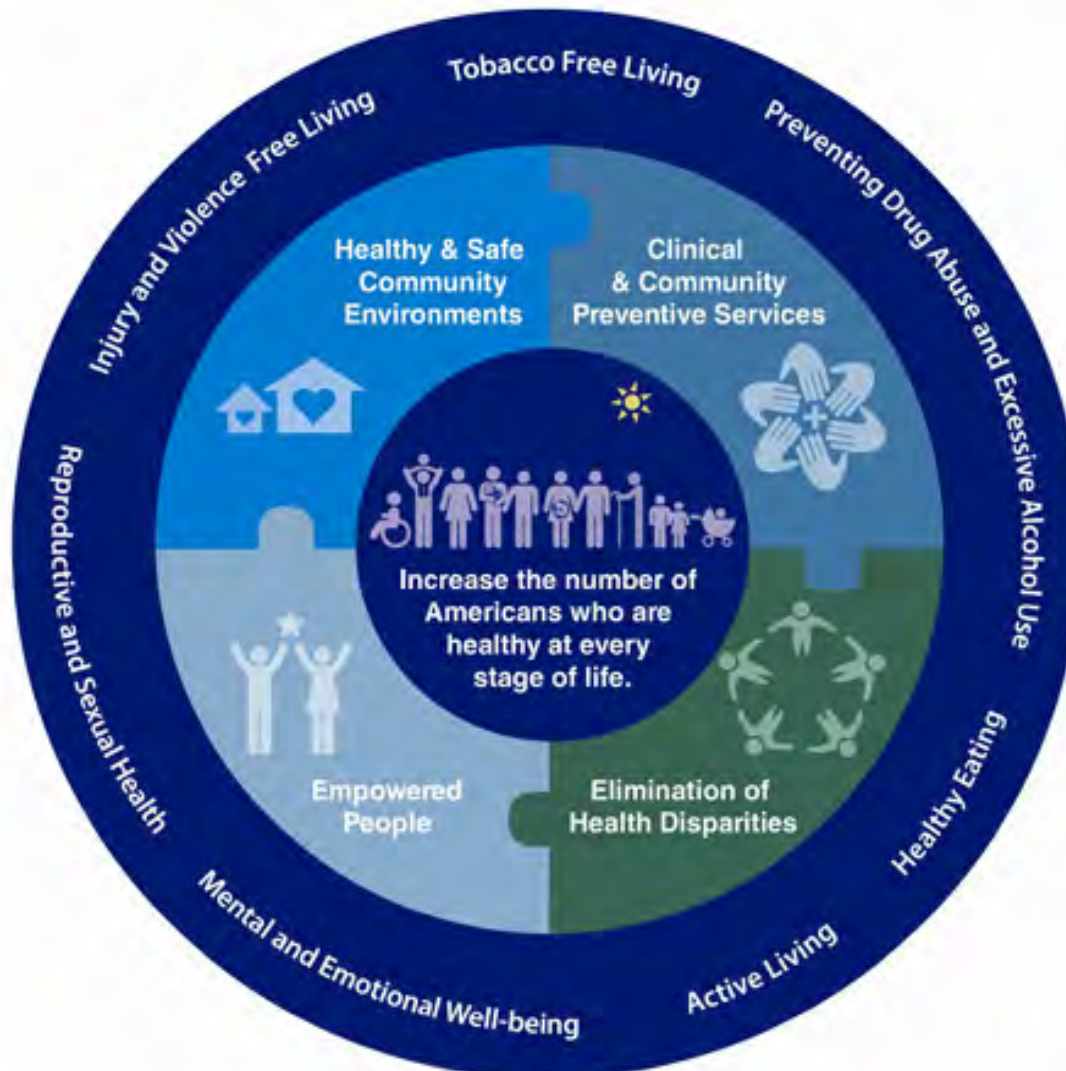 Tobacco Free Living
Preventing Drug Abuse and Excessive Alcohol Use
Healthy Eating
Active Living
Mental and Emotional Well-being
Reproductive and Sexual Health
Injury and Violence Free Living
Healthy & Safe
Community
Environments
Clinical
& Community
Preventive Services
Increase the number of
Americans who are
healthy at every
stage of life.
Empowered
People
Elimination of
Health Disparities